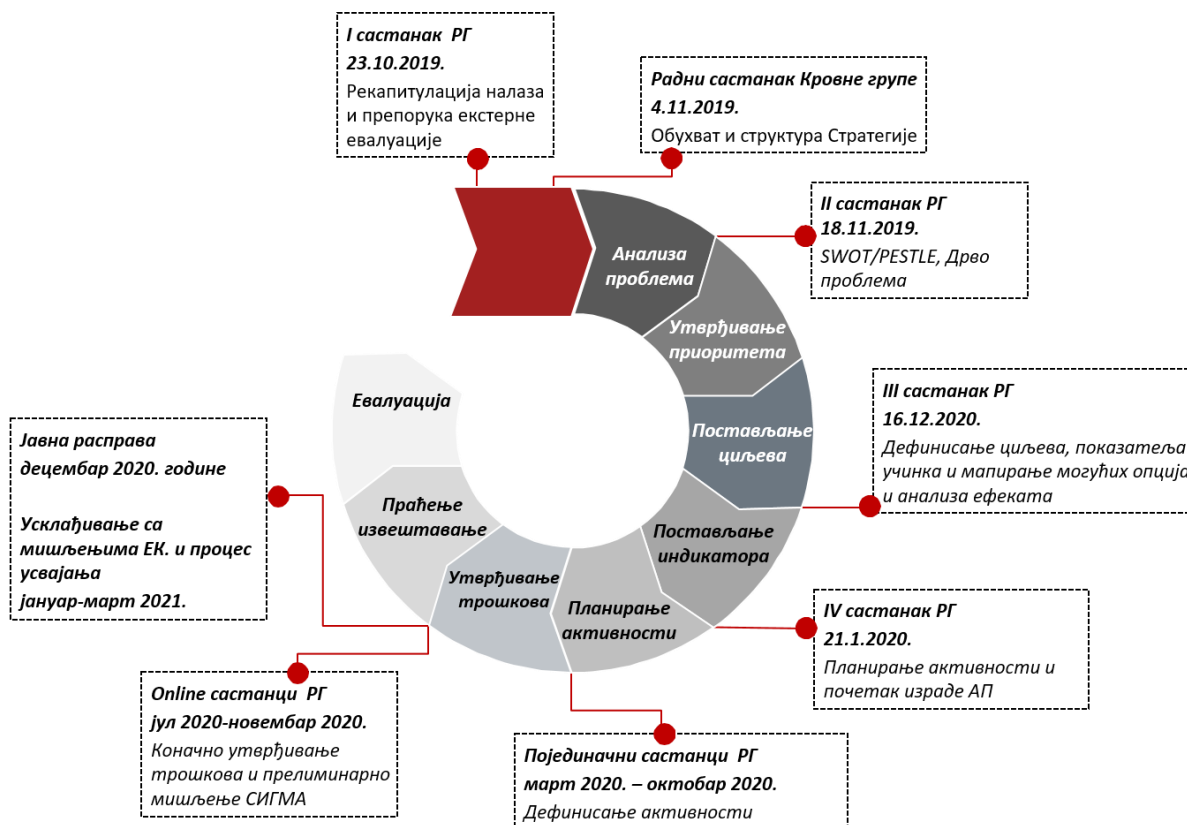 I састанак РГ
23.10.2019.
Рекапитулација налаза
и препорука екстерне
евалуације
Радни састанак Кровне групе
4.11.2019.
Обухват и структура Стратегије
II састанак РГ
18.11.2019.
SWOT/PESTLE, Дрво
проблема
III састанак РГ
16.12.2020.
Дефинисање циљева, показатеља
учинка и мапирање могућих опција
и анализа ефеката
IV састанак РГ
21.1.2020.
Планирање активности и
почетак израде АП
Појединачни састанци РГ
март 2020. – октобар 2020.
Дефинисање активности
Online састанци РГ
јул 2020-новембар 2020.
Коначно утврђивање
трошкова и прелиминарно
мишљење СИГМА
Јавна расправа
децембар 2020. године
Усклађивање са
мишљењима ЕК. и процес
усвајања
јануар-март 2021.
Анализа
проблема
Утврђивање
приоритета
Постављање
циљева
Постављање
индикатора
Планирање
активности
Утврђивање
трошкова
Праћење
извештавање
Евалуација